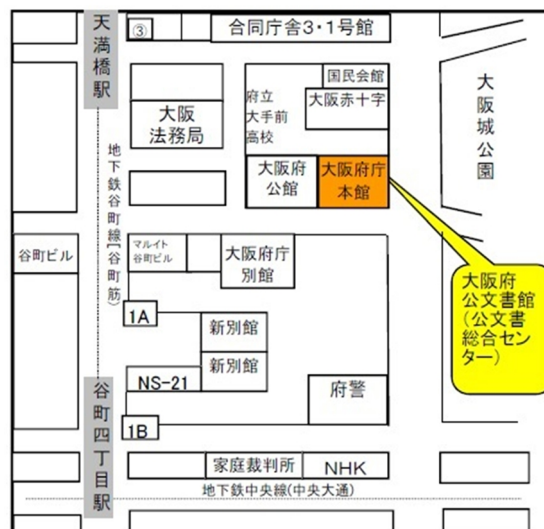 天満橋駅
③
合同庁舎3・1号館
大阪
法務局
府立
大手前
高校
国民会館
大阪赤十字
大阪城公園
大阪府
公館
大阪府庁
本館
地下鉄谷町線(谷町筋)
谷町ビル
マルイト
谷町ビル
大阪府庁
別館
大阪府
公文書館
(公文書
総合セン
ター)
1A
新別館
新別館
NS-21
府警
谷町四丁目駅
1B
家庭裁判所
NHK
地下鉄中央線(中央大通)